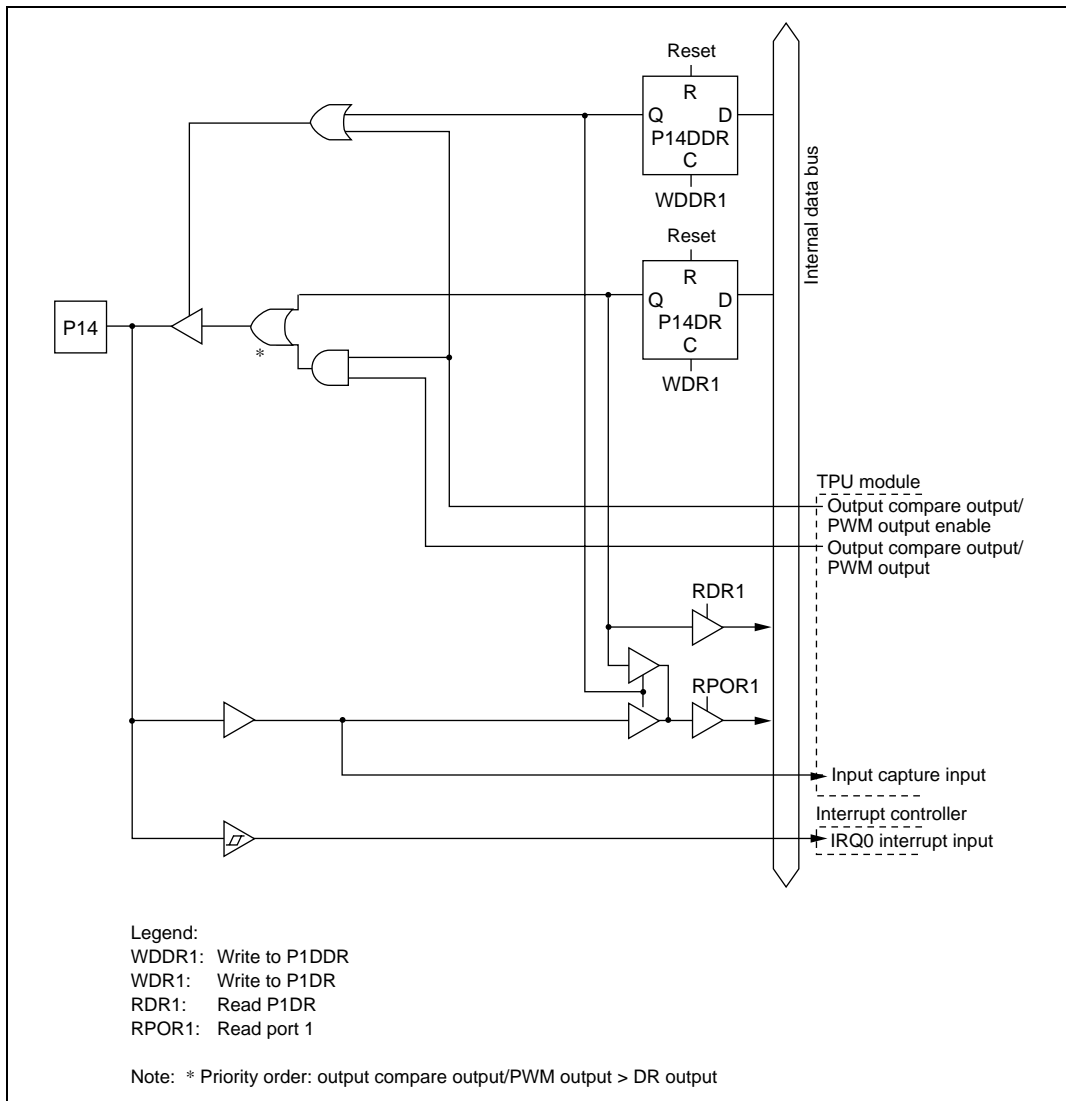 Reset
R
Q D
P14DDR
C
WDDR1
Internal data bus
Reset
R
Q D
P14DR
C
WDR1
P14
*
TPU module
Output compare output/
PWM output enable
Output compare output/
PWM output
RDR1
RPOR1
Input capture input
Interrupt controller
IRQ0 interrupt input
Legend:
WDDR1: Write to P1DDR
WDR1: Write to P1DR
RDR1: Read P1DR
RPOR1: Read port 1
Note: * Priority order: output compare output/PWM output > DR output